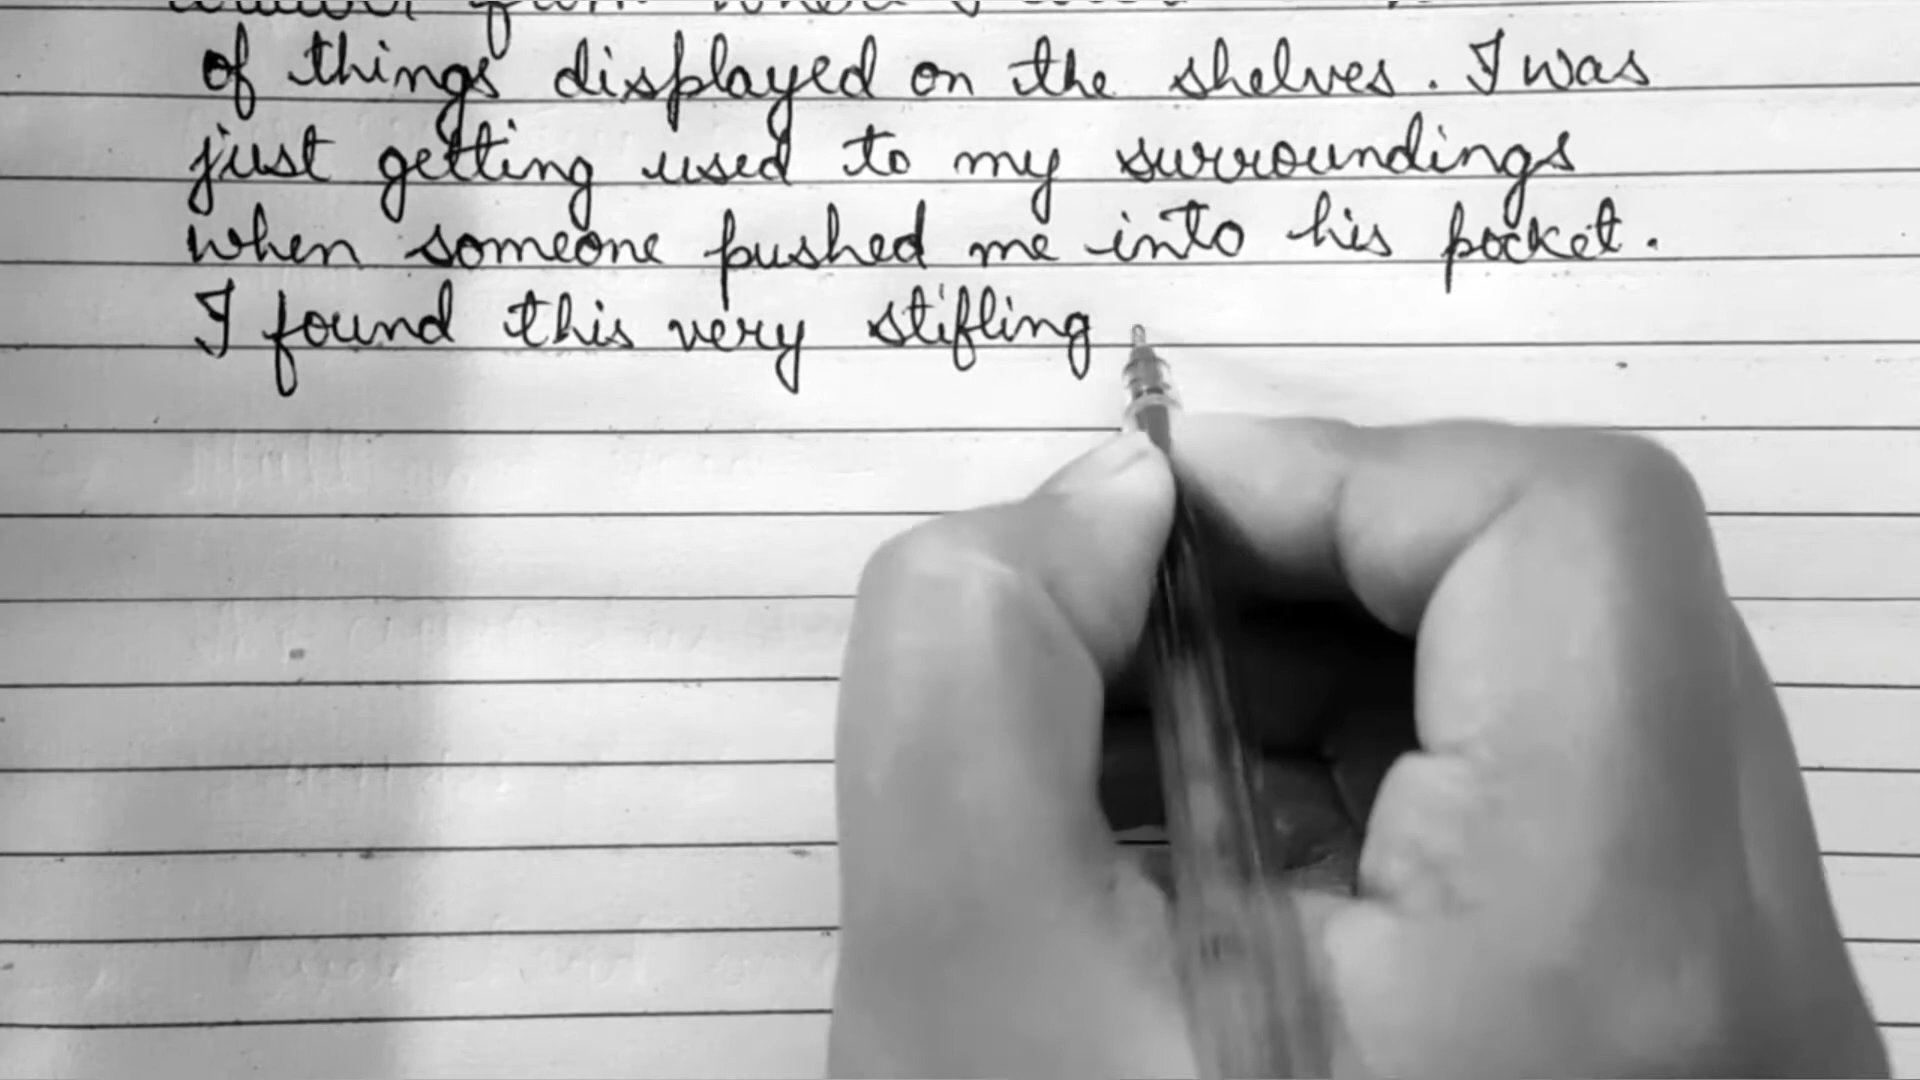 of things displayed on the shelves. I was
just getting used to my surroundings
when someone pushed me into his pocket.
I found this very stifling